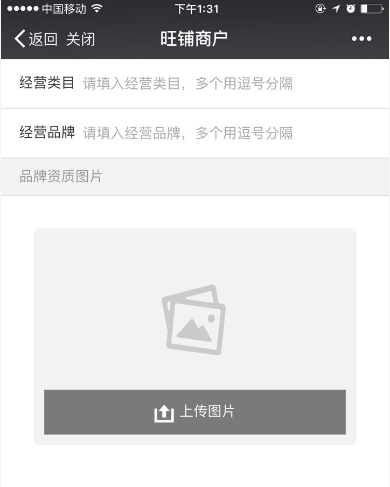 中国移动 下午1:31
返回 关闭 旺铺商户
经营类目 请填入经营类目，多个用逗号分隔
经营品牌 请填入经营品牌，多个用逗号分隔
品牌资质图片
上传图片